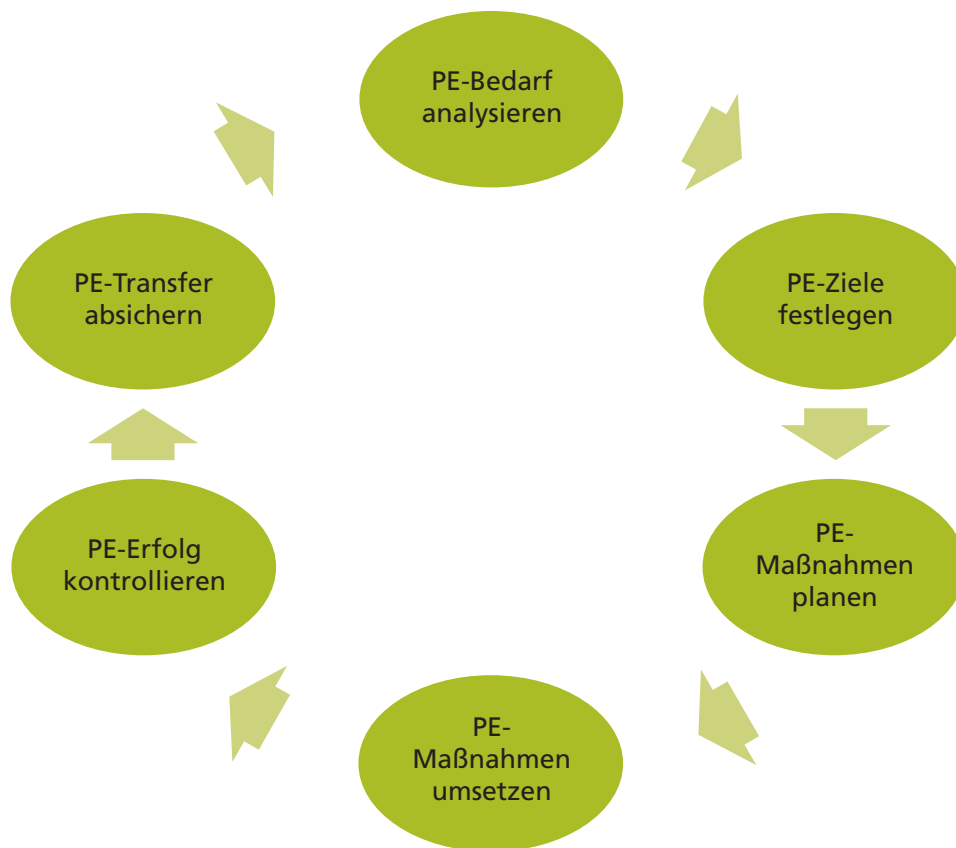 PE-Bedarf
analysieren
PE-Ziele
festlegen
PE-
Maßnahmen
planen
PE-
Maßnahmen
umsetzen
PE-Erfolg
kontrollieren
PE-Transfer
absichern